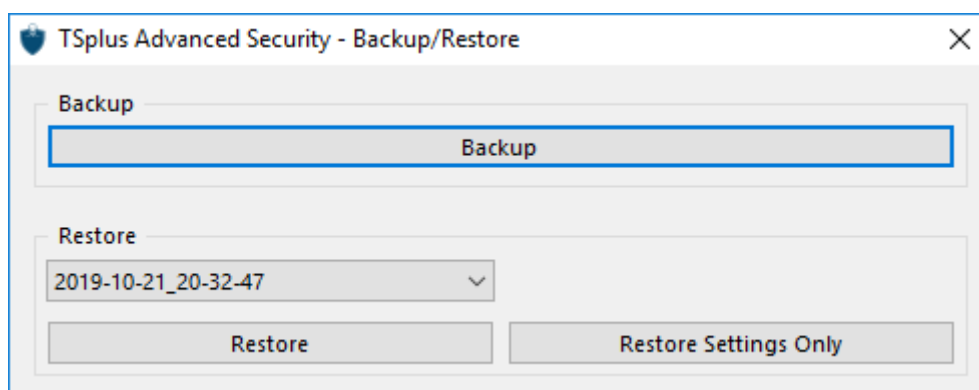 TSplus Advanced Security - Backup/Restore
Backup
Backup
Restore
2019-10-21_20-32-47
Restore Restore Settings Only